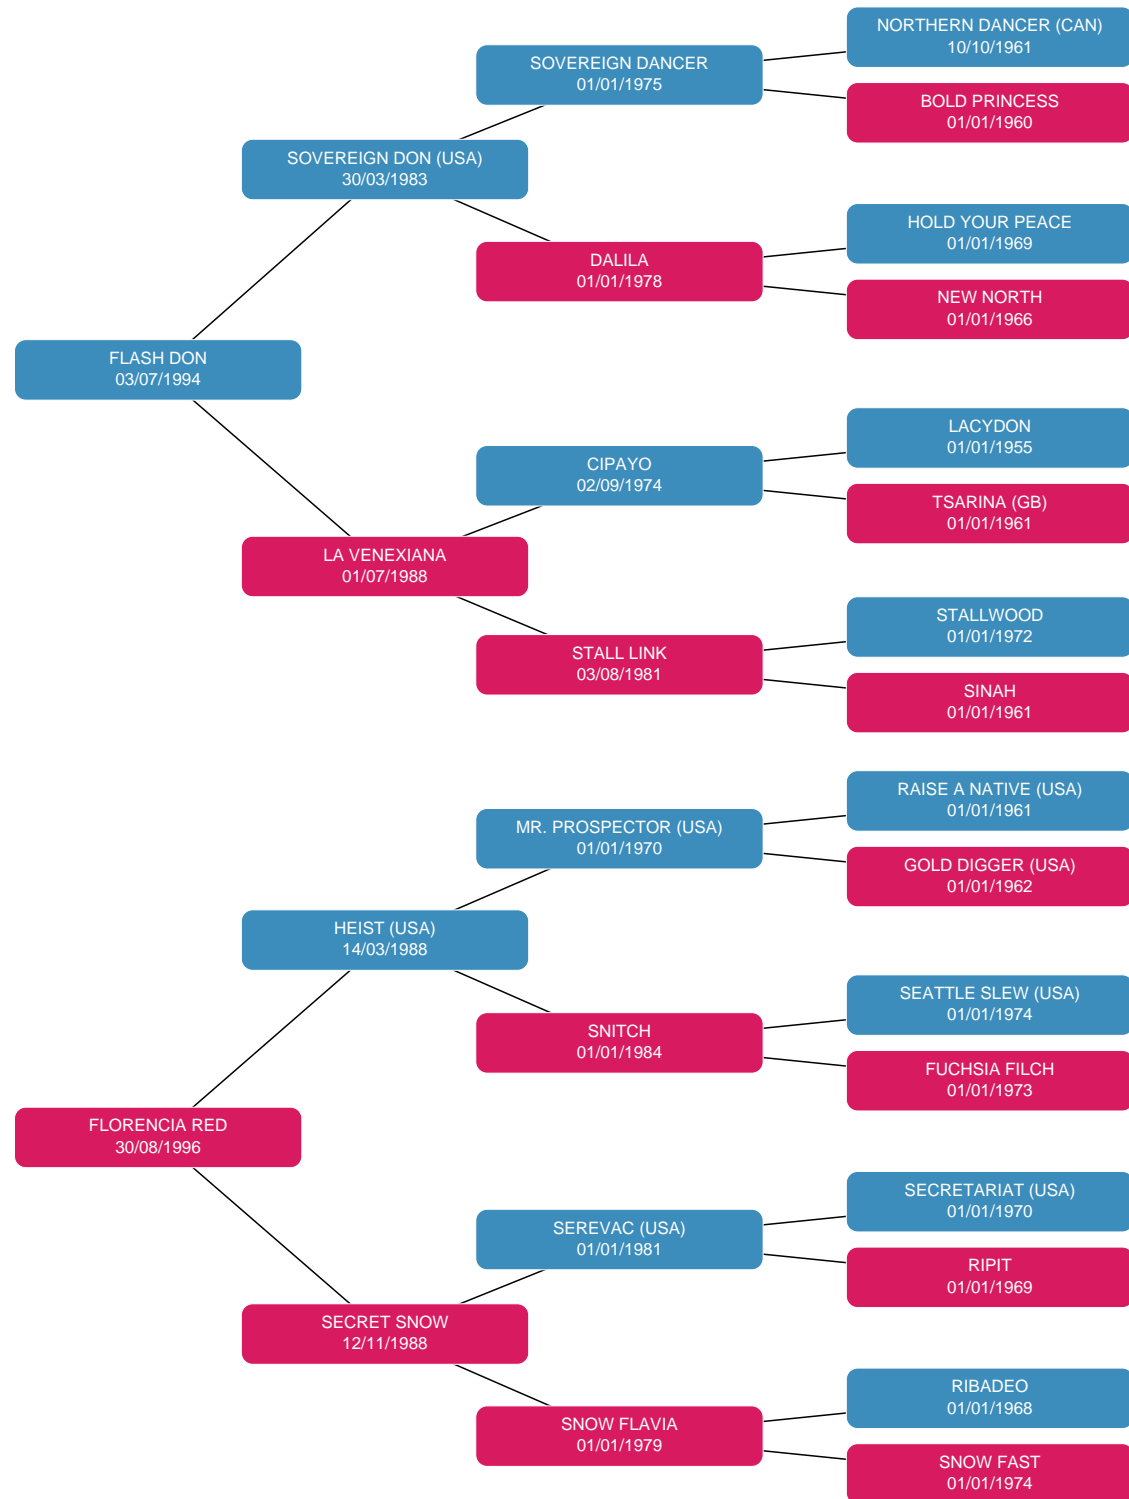 NORTHERN DANCER (CAN)
10/10/1961
SOVEREIGN DANCER
01/01/1975
BOLD PRINCESS
01/01/1960
SOVEREIGN DON (USA)
30/03/1983
HOLD YOUR PEACE
01/01/1969
DALILA
01/01/1978
NEW NORTH
01/01/1966
FLASH DON
03/07/1994
LACYDON
01/01/1955
CIPAYO
02/09/1974
TSARINA (GB)
01/01/1961
LA VENEXIANA
01/07/1988
STALLWOOD
01/01/1972
STALL LINK
03/08/1981
SINAH
01/01/1961
RAISE A NATIVE (USA)
01/01/1961
MR. PROSPECTOR (USA)
01/01/1970
GOLD DIGGER (USA)
01/01/1962
HEIST (USA)
14/03/1988
SEATTLE SLEW (USA)
01/01/1974
SNITCH
01/01/1984
FUCHSIA FILCH
01/01/1973
FLORENCIA RED
30/08/1996
SECRETARIAT (USA)
01/01/1970
SEREVAC (USA)
01/01/1981
RIPIT
01/01/1969
SECRET SNOW
12/11/1988
RIBADEO
01/01/1968
SNOW FLAVIA
01/01/1979
SNOW FAST
01/01/1974